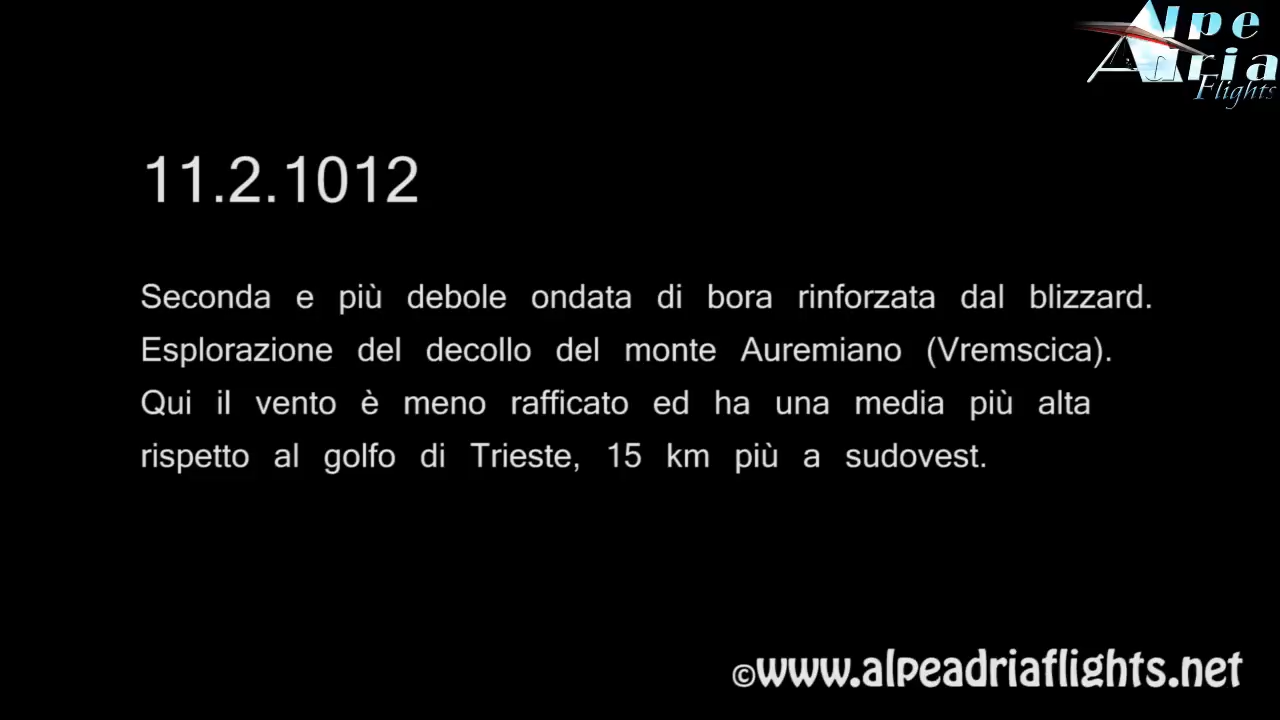 Alpe
Adria
Flights
11.2.1012
Seconda e più debole ondata di bora rinforzata dal blizzard.
Esplorazione del decollo del monte Auremiano (Vremscica).
Qui il vento è meno rafficato ed ha una media più alta
rispetto al golfo di Trieste, 15 km più a sudovest.
©www.alpeadriaflights.net